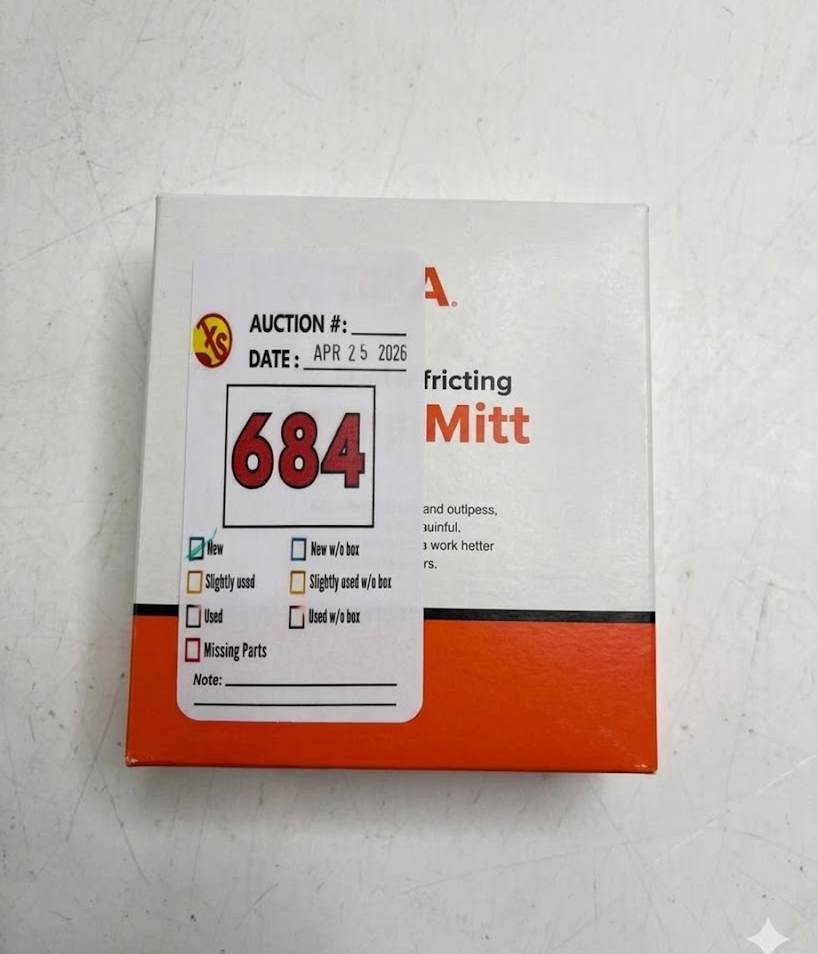 A®
AUCTION #:
DATE: APR 25 2026
fricting
Mitt
684
and outlpess,
auinful.
a work hetter
rs.
New
New w/o box
Slightly ussd
Slightly osed w/o box
Used
Used w/o box
Missing Parts
Note: